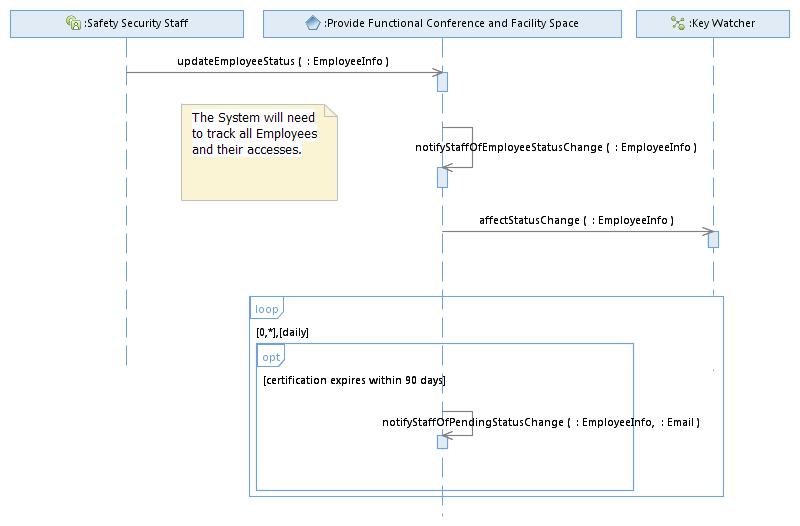 :Safety Security Staff
:Provide Functional Conference and Facility Space
:Key Watcher
updateEmployeeStatus ( : EmployeeInfo )
The System will need
to track all Employees
and their accesses.
notifyStaffOfEmployeeStatusChange ( : EmployeeInfo )
affectStatusChange ( : EmployeeInfo )
loop
[0,*],[daily]
opt
[certification expires within 90 days]
notifyStaffOfPendingStatusChange ( : EmployeeInfo, : Email )